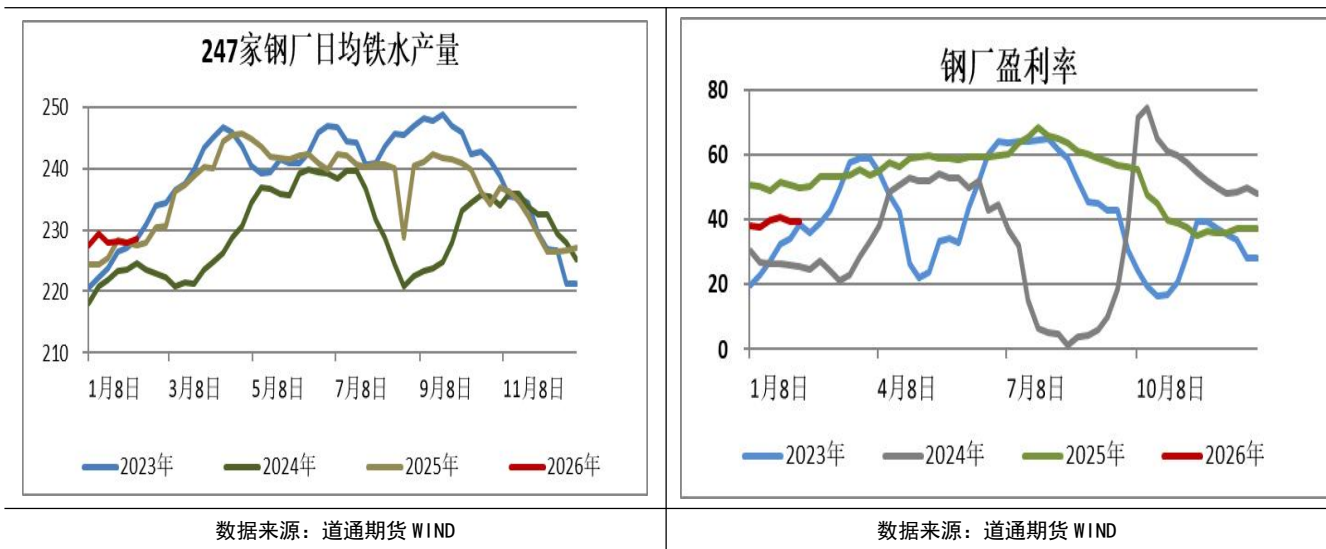 247家钢厂日均铁水产量
250
240
230
220
210
1月8日 3月8日 5月8日 7月8日 9月8日 11月8日
2023年 2024年 2025年 2026年
数据来源：道通期货 WIND
钢厂盈利率
80
60
40
20
0
1月8日 4月8日 7月8日 10月8日
2023年 2024年 2025年 2026年
数据来源：道通期货 WIND